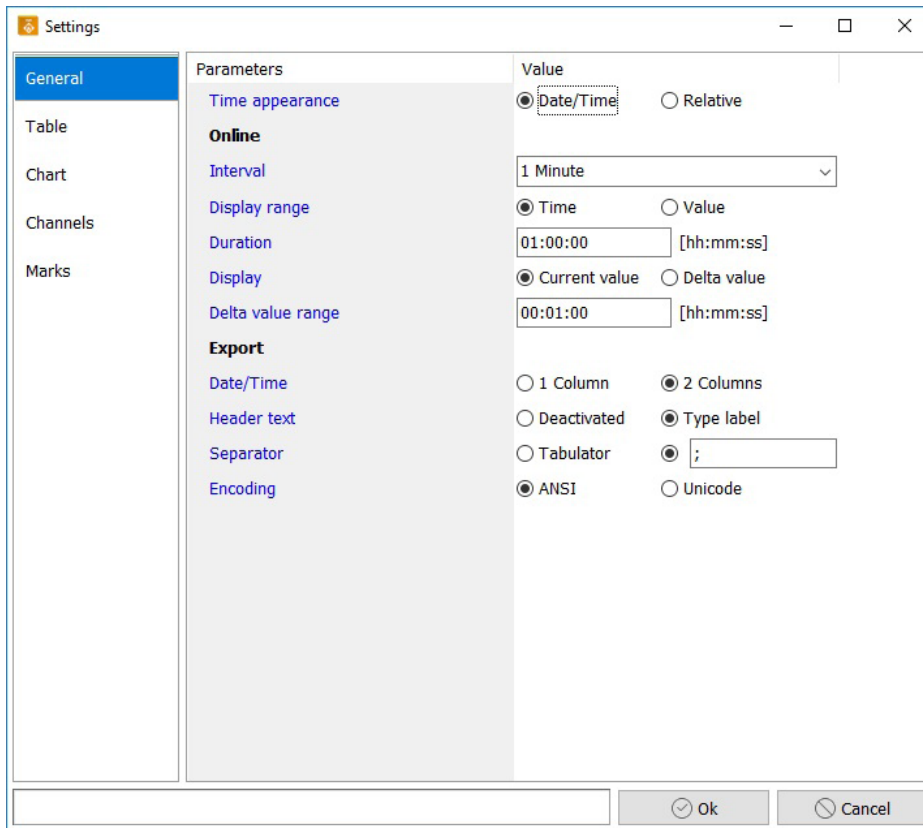 Settings
General
Table
Chart
Channels
Marks
Parameters Value
Time appearance Date/Time Relative
Online
Interval 1 Minute
Display range Time Value
Duration 01:00:00 [hh:mm:ss]
Display Current value Delta value
Delta value range 00:01:00 [hh:mm:ss]
Export
Date/Time 1 Column 2 Columns
Header text Deactivated Type label
Separator Tabulator ;
Encoding ANSI Unicode
Ok Cancel